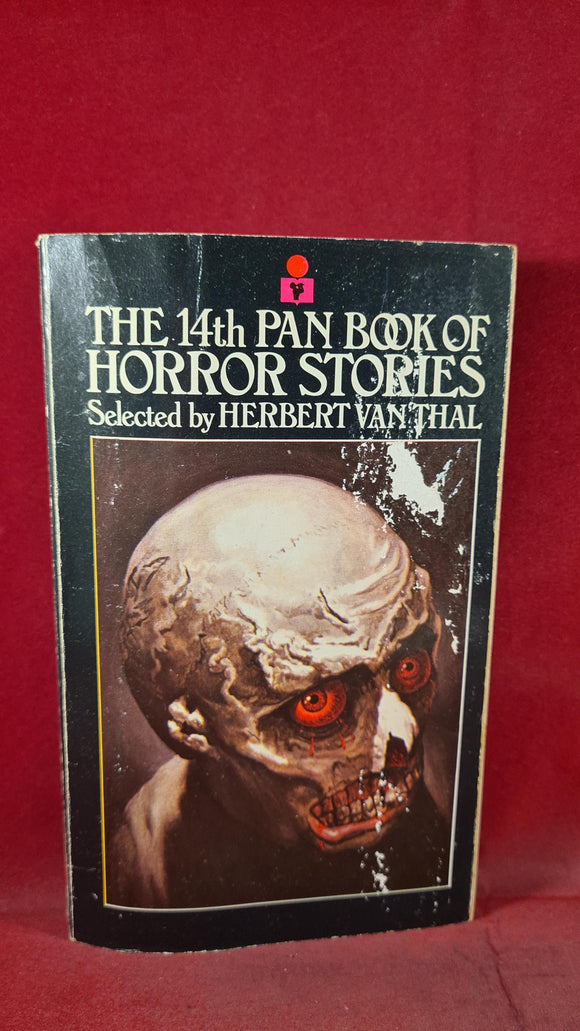 THE 14th PAN BOOK OF
HORROR STORIES
Selected by HERBERT VAN THAL